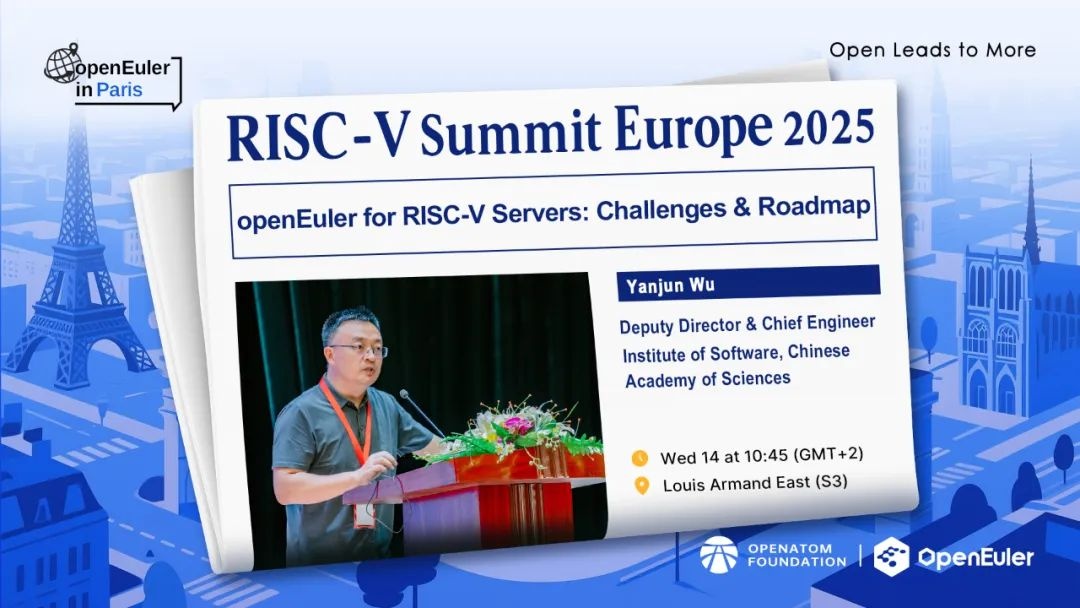 openEuler
in Paris
Open Leads to More
RISC-V Summit Europe 2025
openEuler for RISC-V Servers: Challenges & Roadmap
Yanjun Wu
Deputy Director & Chief Engineer
Institute of Software, Chinese
Academy of Sciences
Wed 14 at 10:45 (GMT+2)
Louis Armand East (S3)
OPENATOM
FOUNDATION
OpenEuler